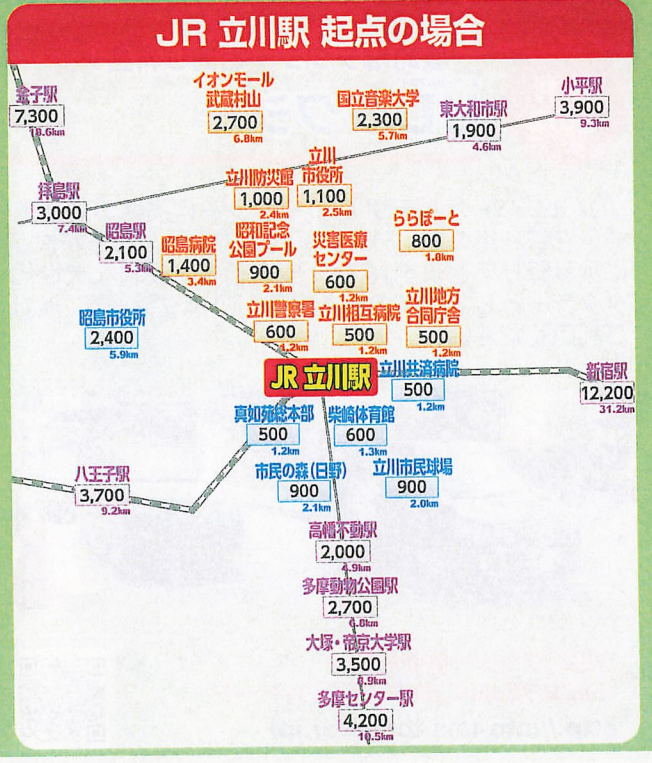 JR 立川駅 起点の場合
金子駅
7,300
18.6km
イオンモール
武蔵村山
2,700
6.8km
国立音楽大学
2,300
5.7km
東大和市駅
1,900
4.6km
小平駅
3,900
9.3km
拝島駅
3,000
7.4km
立川防災館
1,000
2.4km
立川
市役所
1,100
2.5km
昭島駅
2,100
5.3km
昭島病院
1,400
3.4km
昭和記念
公園プール
900
2.1km
災害医療
センター
600
1.2km
ららぽーと
800
1.8km
昭島市役所
2,400
5.9km
立川警察署
600
1.2km
立川相互病院
500
1.2km
立川地方
合同庁舎
500
1.2km
JR 立川駅
立川共済病院
500
1.2km
新宿駅
12,200
31.2km
真如苑総本部
500
1.2km
柴崎体育館
600
1.3km
八王子駅
3,700
9.2km
市民の森(日野)
900
2.1km
立川市民球場
900
2.0km
高幡不動駅
2,000
4.9km
多摩動物公園駅
2,700
6.8km
大塚・帝京大学駅
3,500
8.9km
多摩センター駅
4,200
10.5km